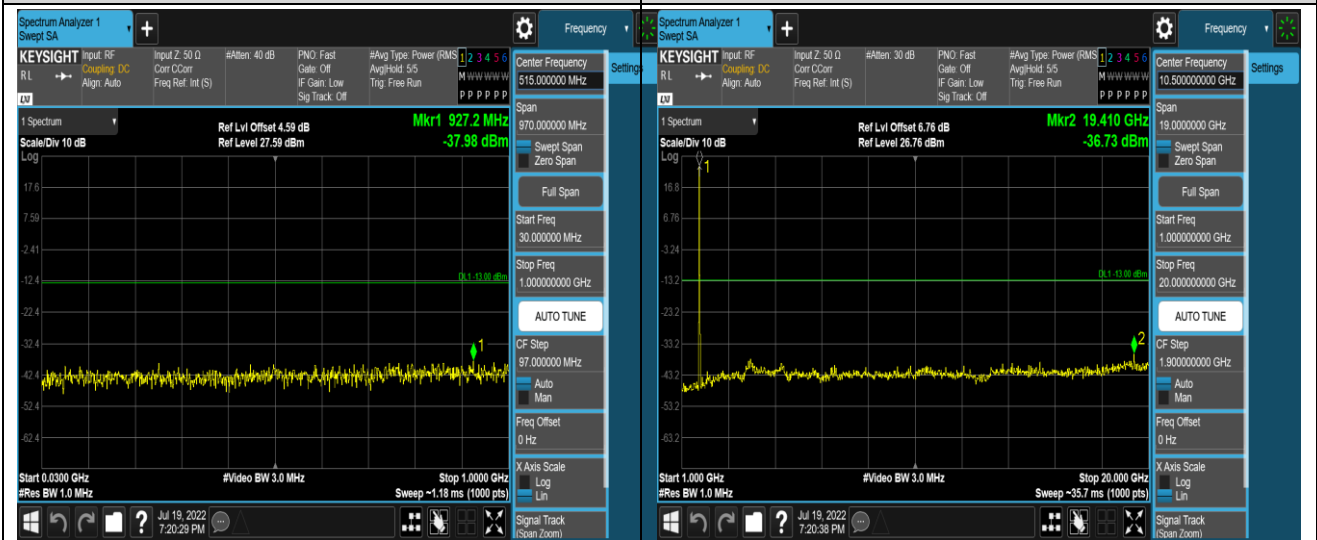 Spectrum Analyzer 1
Swept SA
+
Frequency
KEYSIGHT
RL
LXI
Input: RF
Coupling: DC
Align: Auto
Input Z: 50 Ω
Corr CCorr
Freq Ref: Int (S)
#Atten: 40 dB
PNO: Fast
Gate: Off
IF Gain: Low
Sig Track: Off
#Avg Type: Power (RMS
Avg|Hold: 5/5
Trig: Free Run
1 2 3 4 5 6
M W W W W W
P P P P P P
Center Frequency
515.000000 MHz
Settings
1 Spectrum
Scale/Div 10 dB
Log
Ref Lvl Offset 4.59 dB
Ref Level 27.59 dBm
Mkr1 927.2 MHz
-37.98 dBm
17.6
7.59
-2.41
-12.4
-22.4
-32.4
-42.4
-52.4
-62.4
DL1 -13.00 dBm
1
Start 0.0300 GHz
#Res BW 1.0 MHz
#Video BW 3.0 MHz
Stop 1.0000 GHz
Sweep ~1.18 ms (1000 pts)
Span
970.000000 MHz
Swept Span
Zero Span
Full Span
Start Freq
30.000000 MHz
Stop Freq
1.000000000 GHz
AUTO TUNE
CF Step
97.000000 MHz
Auto
Man
Freq Offset
0 Hz
X Axis Scale
Log
Lin
Signal Track
(Span Zoom)
?
Jul 19, 2022
7:20:29 PM
Spectrum Analyzer 1
Swept SA
+
Frequency
KEYSIGHT
RL
LXI
Input: RF
Coupling: DC
Align: Auto
Input Z: 50 Ω
Corr CCorr
Freq Ref: Int (S)
#Atten: 30 dB
PNO: Fast
Gate: Off
IF Gain: Low
Sig Track: Off
#Avg Type: Power (RMS
Avg|Hold: 5/5
Trig: Free Run
1 2 3 4 5 6
M W W W W W
P P P P P P
Center Frequency
10.500000000 GHz
Settings
1 Spectrum
Scale/Div 10 dB
Log
Ref Lvl Offset 6.76 dB
Ref Level 26.76 dBm
Mkr2 19.410 GHz
-36.73 dBm
1
16.8
6.76
-3.24
-13.2
-23.2
-33.2
-43.2
-53.2
-63.2
DL1 -13.00 dBm
2
Start 1.000 GHz
#Res BW 1.0 MHz
#Video BW 3.0 MHz
Stop 20.000 GHz
Sweep ~35.7 ms (1000 pts)
Span
19.0000000 GHz
Swept Span
Zero Span
Full Span
Start Freq
1.000000000 GHz
Stop Freq
20.000000000 GHz
AUTO TUNE
CF Step
1.900000000 GHz
Auto
Man
Freq Offset
0 Hz
X Axis Scale
Log
Lin
Signal Track
(Span Zoom)
?
Jul 19, 2022
7:20:38 PM